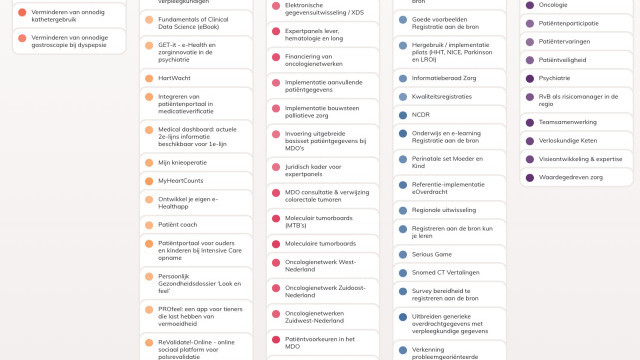 Verminderen van onnodig
kathetergebruik
Verminderen van onnodige
gastroscopie bij dyspepsie
verpleegkundigen
Fundamentals of Clinical
Data Science (eBook)
GET-it - e-Health en
zorginnovatie in de
psychiatrie
HartWacht
Integreren van
patiëntenportaal in
medicatieverificatie
Medical dashboard: actuele
2e-lijns informatie
beschikbaar voor 1e-lijn
Mijn knieoperatie
MyHeartCounts
Ontwikkel je eigen e-
Healthapp
Patiënt coach
Patiëntportaal voor ouders
en kinderen bij Intensive Care
opname
Persoonlijk
Gezondheidsdossier 'Look en
feel'
PROfeel: een app voor tieners
die last hebben van
vermoeidheid
ReValidatel-Online - online
sociaal platform voor
polsrevalidatie
Elektronische
gegevensuitwisseling / XDS
Expertpanels lever,
hematologie en long
Financiering van
oncologienetwerken
Implementatie aanvullende
patiëntgegevens
Implementatie bouwsteen
palliatieve zorg
Invoering uitgebreide
basisset patiëntgegevens bij
MDO's
Juridisch kader voor
expertpanels
MDO consultatie & verwijzing
colorectale tumoren
Moleculair tumorboards
(MTB's)
Moleculaire tumorboards
Oncologienetwerk West-
Nederland
Oncologienetwerk Zuidoost-
Nederland
Oncologienetwerken
Zuidwest-Nederland
Patiëntvoorkeuren in het
MDO
bron
Goede voorbeelden
Registratie aan de bron
Hergebruik / implementatie
pilots (HHT, NICE, Parkinson
en LROI)
Informatieberaad Zorg
Kwaliteitsregistraties
NCDR
Onderwijs en e-learning
Registratie aan de bron
Perinatale set Moeder en
Kind
Referentie-implementatie
eOverdracht
Regionale uitwisseling
Registreren aan de bron kun
je leren
Serious Game
Snomed CT Vertalingen
Survey bereidheid te
registreren aan de bron
Uitbreiden generieke
overdrachtsgegevens met
verpleegkundige gegevens
Verkenning
probleemgeoriënteerde
Oncologie
Patiëntenparticipatie
Patiëntervaringen
Patiëntveiligheid
Psychiatrie
RvB als risicomanager in de
regio
Teamsamenwerking
Verloskundige Keten
Visieontwikkeling & expertise
Waardegedreven zorg